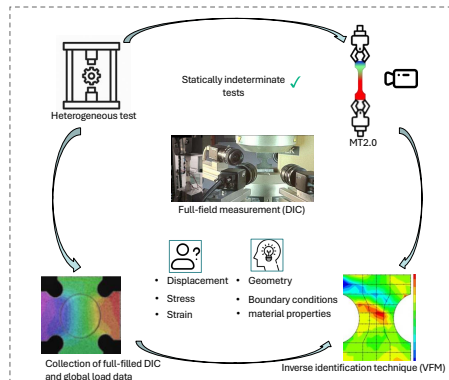 Statically indeterminate
tests
Heterogeneous test
MT2.0
Full-field measurement (DIC)
?
• Displacement
• Stress
• Strain
• Geometry
• Boundary conditions
• material properties
Collection of full-filled DIC
and global load data
Inverse identification technique (VFM)